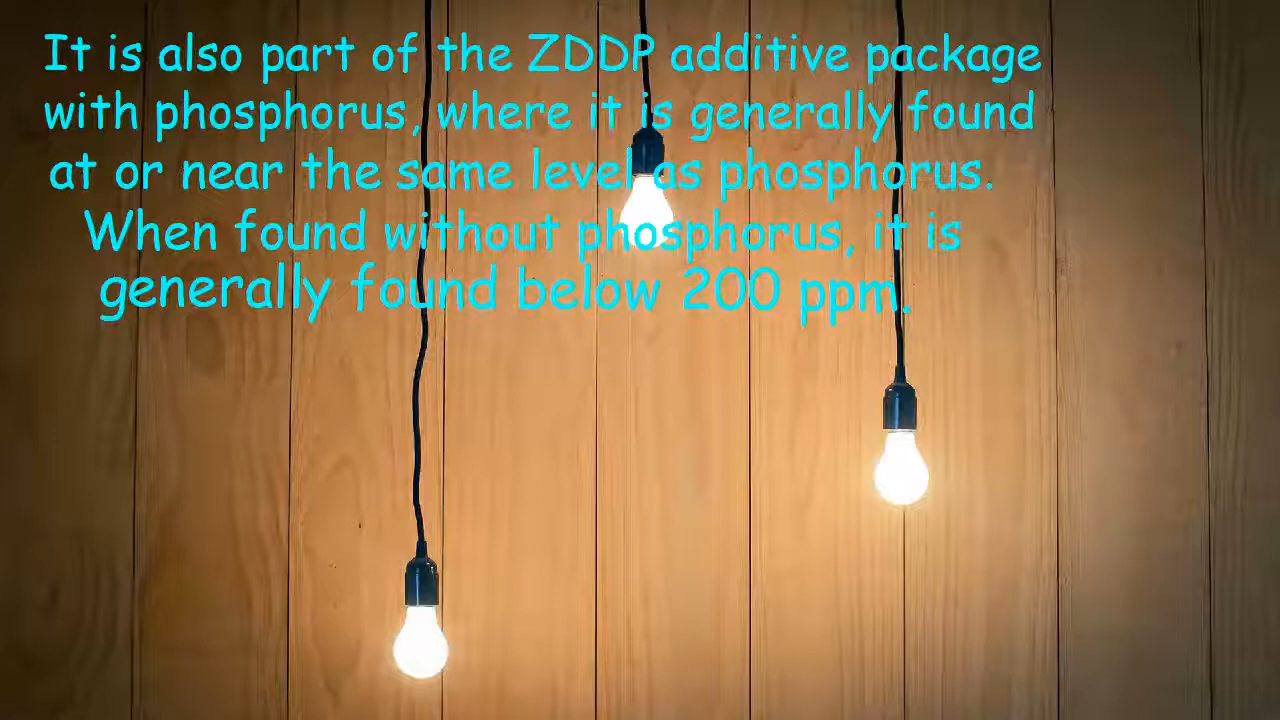 It is also part of the ZDDP additive package
with phosphorus, where it is generally found
at or near the same level as phosphorus.
When found without phosphorus, it is
generally found below 200 ppm.